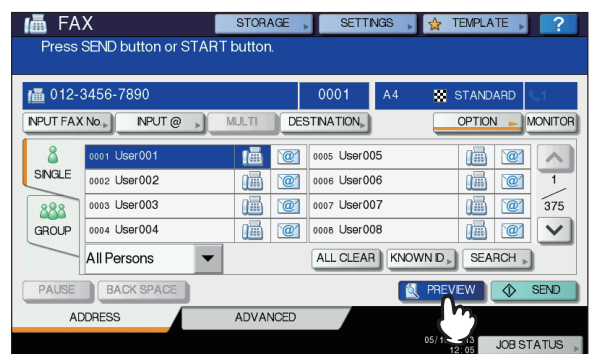 FAX STORAGE SETTINGS TEMPLATE ?
Press SEND button or START button.
012-3456-7890 0001 A4 STANDARD 1
INPUT FAX No. INPUT @ MULTI DESTINATION OPTION MONITOR
SINGLE
0001 User001 @ 0005 User005 @
0002 User002 @ 0006 User006 @
1
0003 User003 @ 0007 User007 @
375
GROUP
0004 User004 @ 0008 User008 @
All Persons ALL CLEAR KNOWN ID SEARCH
PAUSE BACK SPACE PREVIEW SEND
ADDRESS ADVANCED
12:05 JOB STATUS